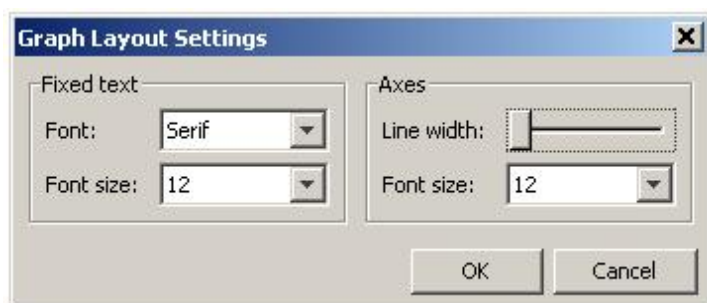 Graph Layout Settings
Fixed text
Font: Serif
Font size: 12
Axes
Line width:
Font size: 12
OK Cancel